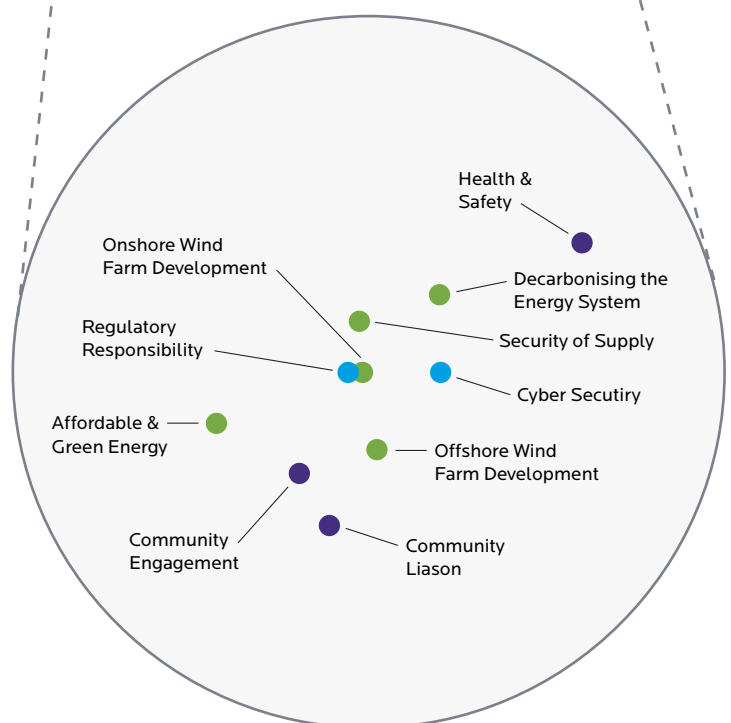 Health &
Safety
Onshore Wind
Farm Development
Decarbonising the
Energy System
Regulatory
Responsibility
Security of Supply
Cyber Secutiry
Affordable &
Green Energy
Offshore Wind
Farm Development
Community
Engagement
Community
Liason